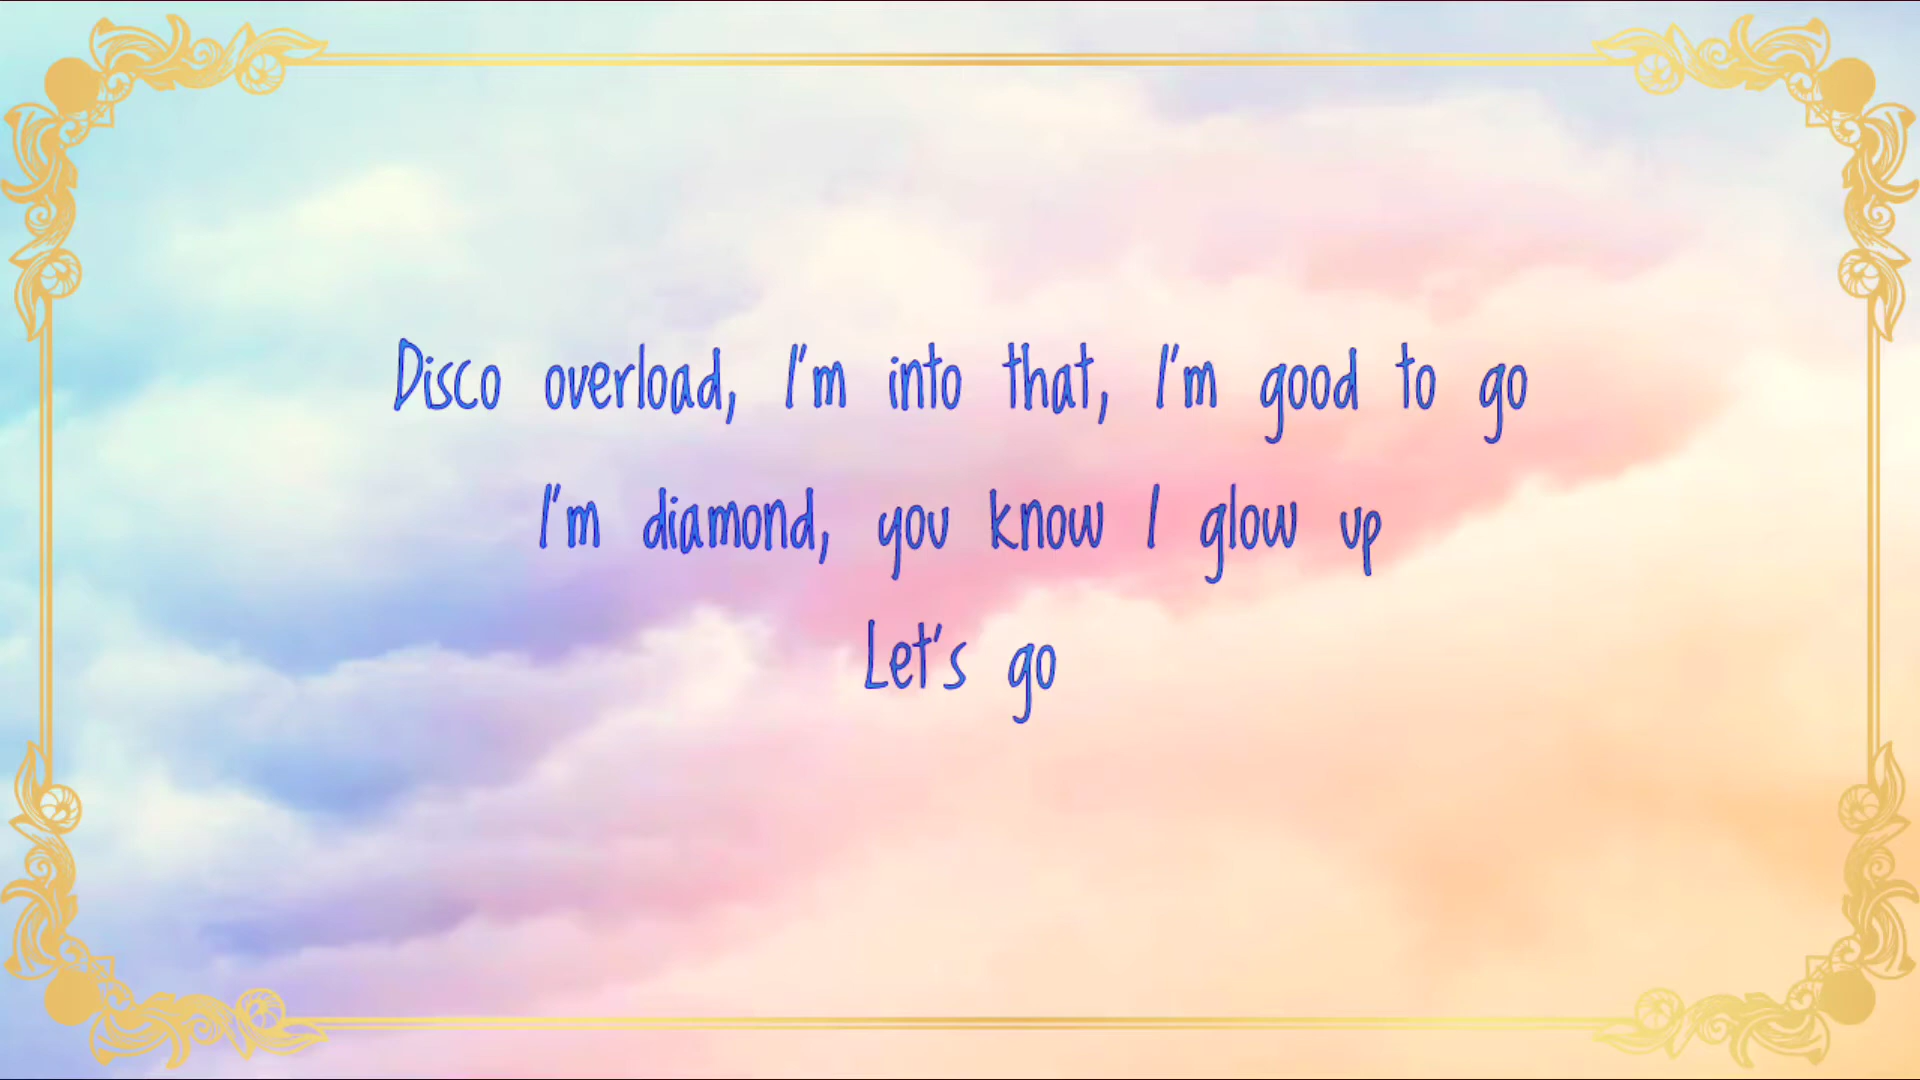 Disco overload, I'm into that, I'm good to go
I'm diamond, you know I glow up
Let's go